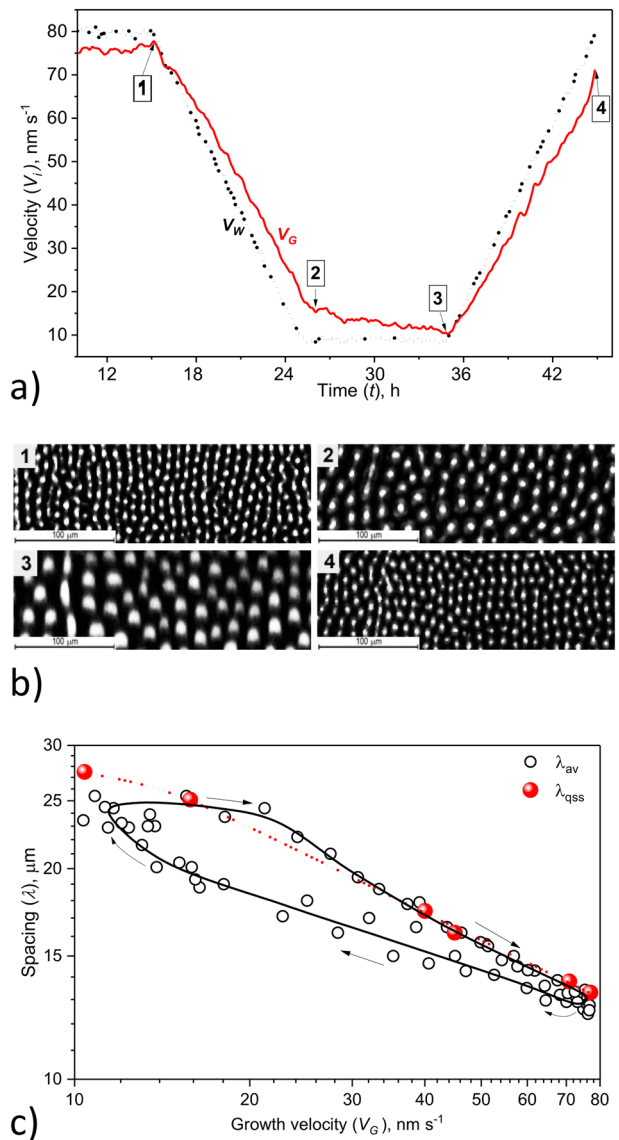 80
70
60
50
40
30
20
10
Velocity (Vi), nm s⁻¹
1
2
3
4
VW
VG
10
18
24
30
36
42
Time (t), h
a)
1
100 μm
2
100 μm
3
100 μm
4
100 μm
b)
30
25
20
15
10
Spacing (λ), μm
λav
λqss
10
20
30
40
50
60
70
80
Growth velocity (VG), nm s⁻¹
c)